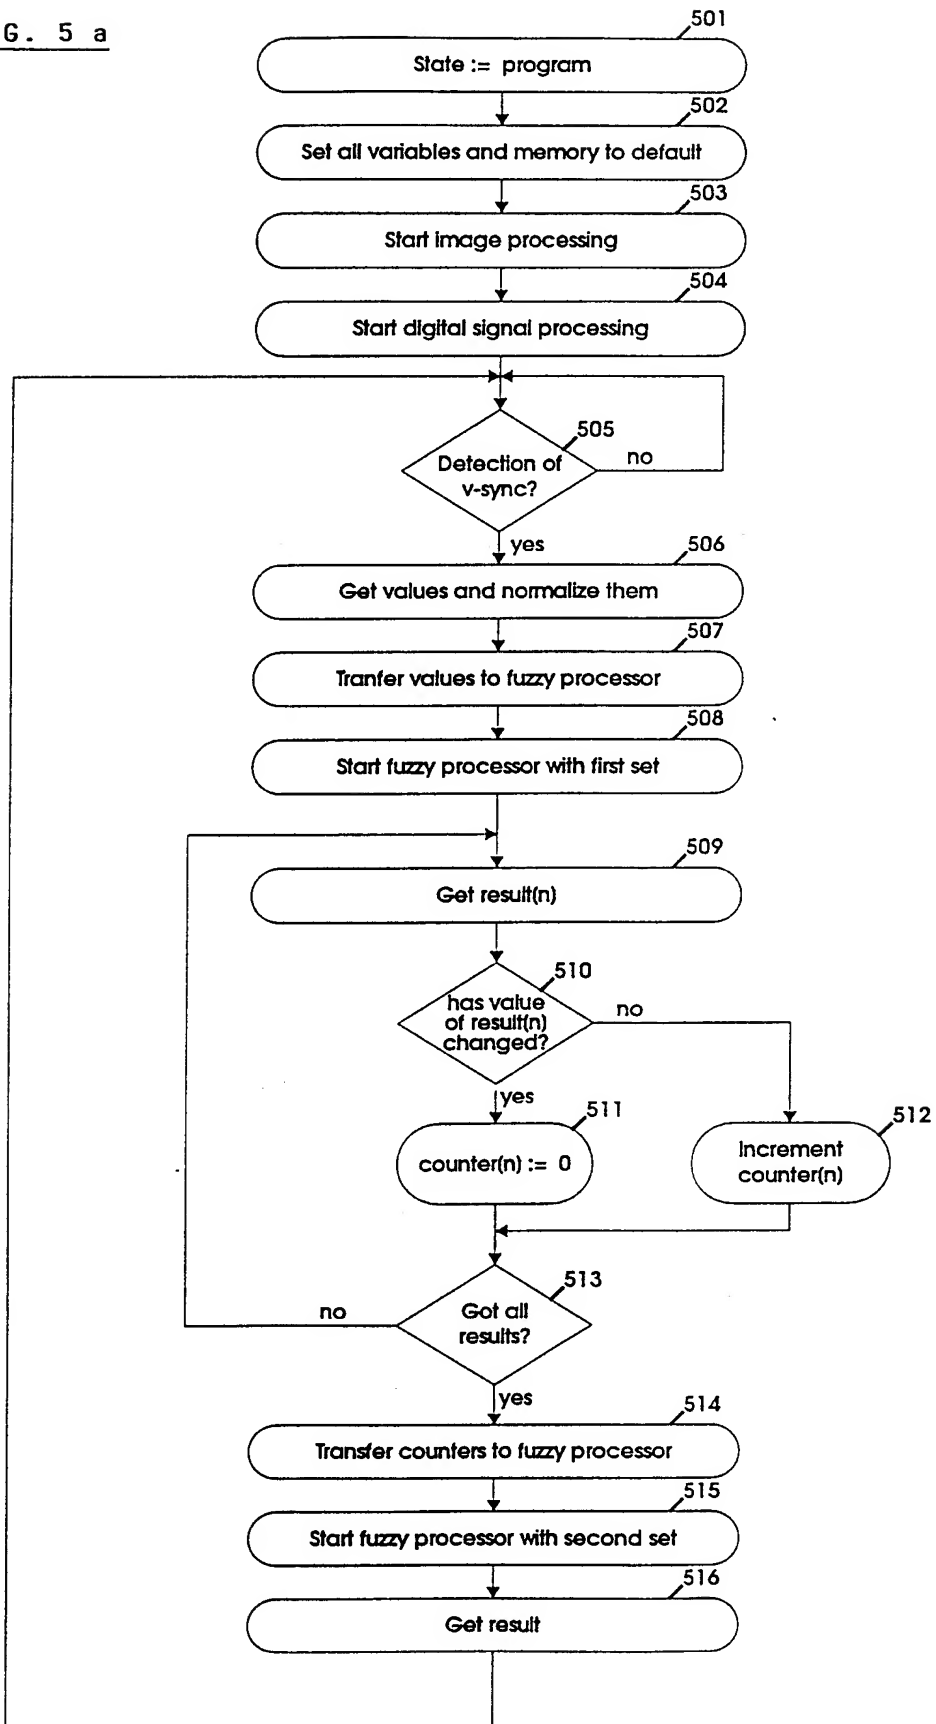 G. 5 a
501
State := program
502
Set all variables and memory to default
503
Start image processing
504
Start digital signal processing
505
Detection of
v-sync?
no
yes
506
Get values and normalize them
507
Tranfer values to fuzzy processor
508
Start fuzzy processor with first set
509
Get result(n)
510
has value
of result(n)
changed?
no
yes
511
counter(n) := 0
512
Increment
counter(n)
513
Got all
results?
no
yes
514
Transfer counters to fuzzy processor
515
Start fuzzy processor with second set
516
Get result